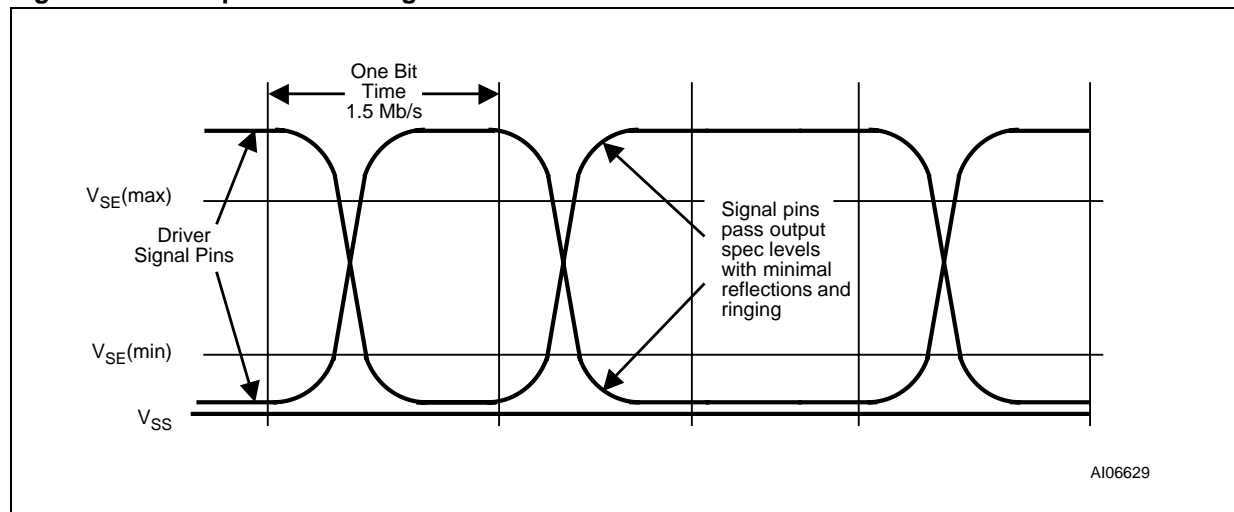 One Bit
Time
1.5 Mb/s
V_SE(max)
Driver
Signal Pins
Signal pins
pass output
spec levels
with minimal
reflections and
ringing
V_SE(min)
V_SS
AI06629